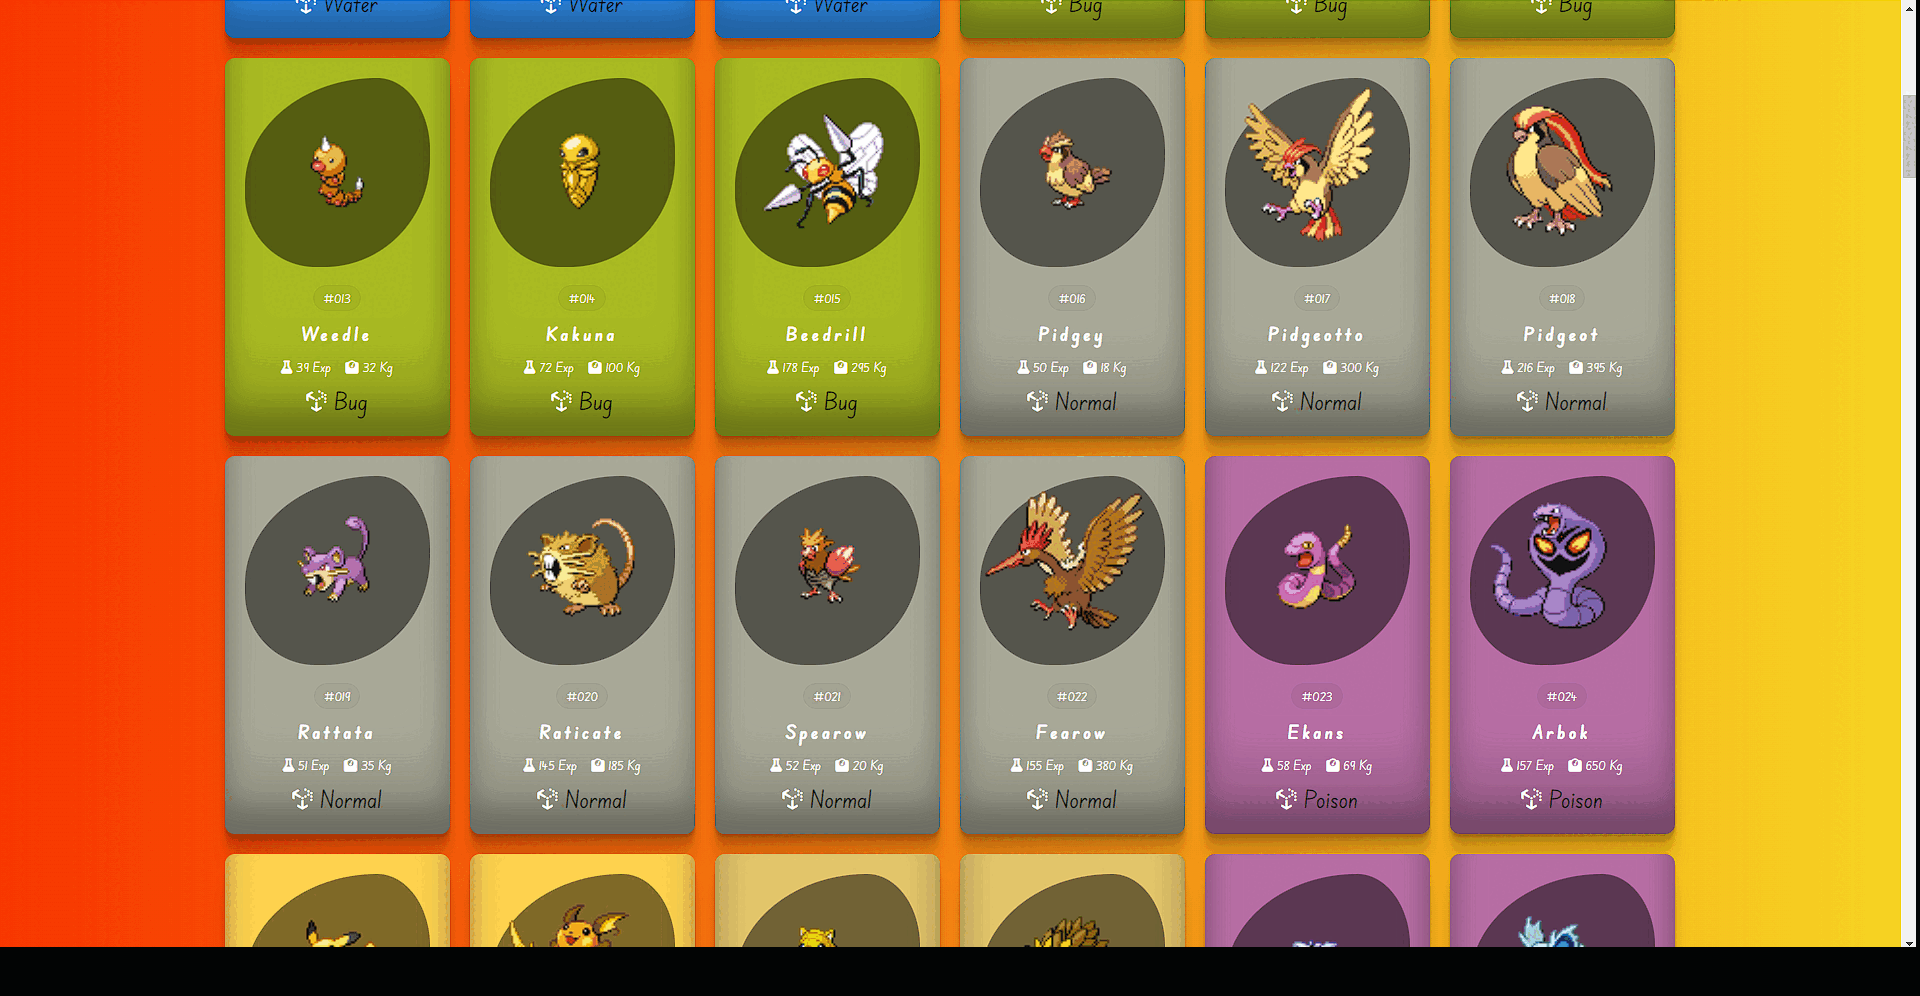 Water Water Water Bug Bug Bug
#013 #014 #015 #016 #017 #018
Weedle Kakuna Beedrill Pidgey Pidgeotto Pidgeot
39 Exp 32 Kg 72 Exp 100 Kg 178 Exp 295 Kg 50 Exp 18 Kg 122 Exp 300 Kg 216 Exp 395 Kg
Bug Bug Bug Normal Normal Normal
#019 #020 #021 #022 #023 #024
Rattata Raticate Spearow Fearow Ekans Arbok
51 Exp 35 Kg 145 Exp 185 Kg 52 Exp 20 Kg 155 Exp 380 Kg 58 Exp 69 Kg 157 Exp 650 Kg
Normal Normal Normal Normal Poison Poison